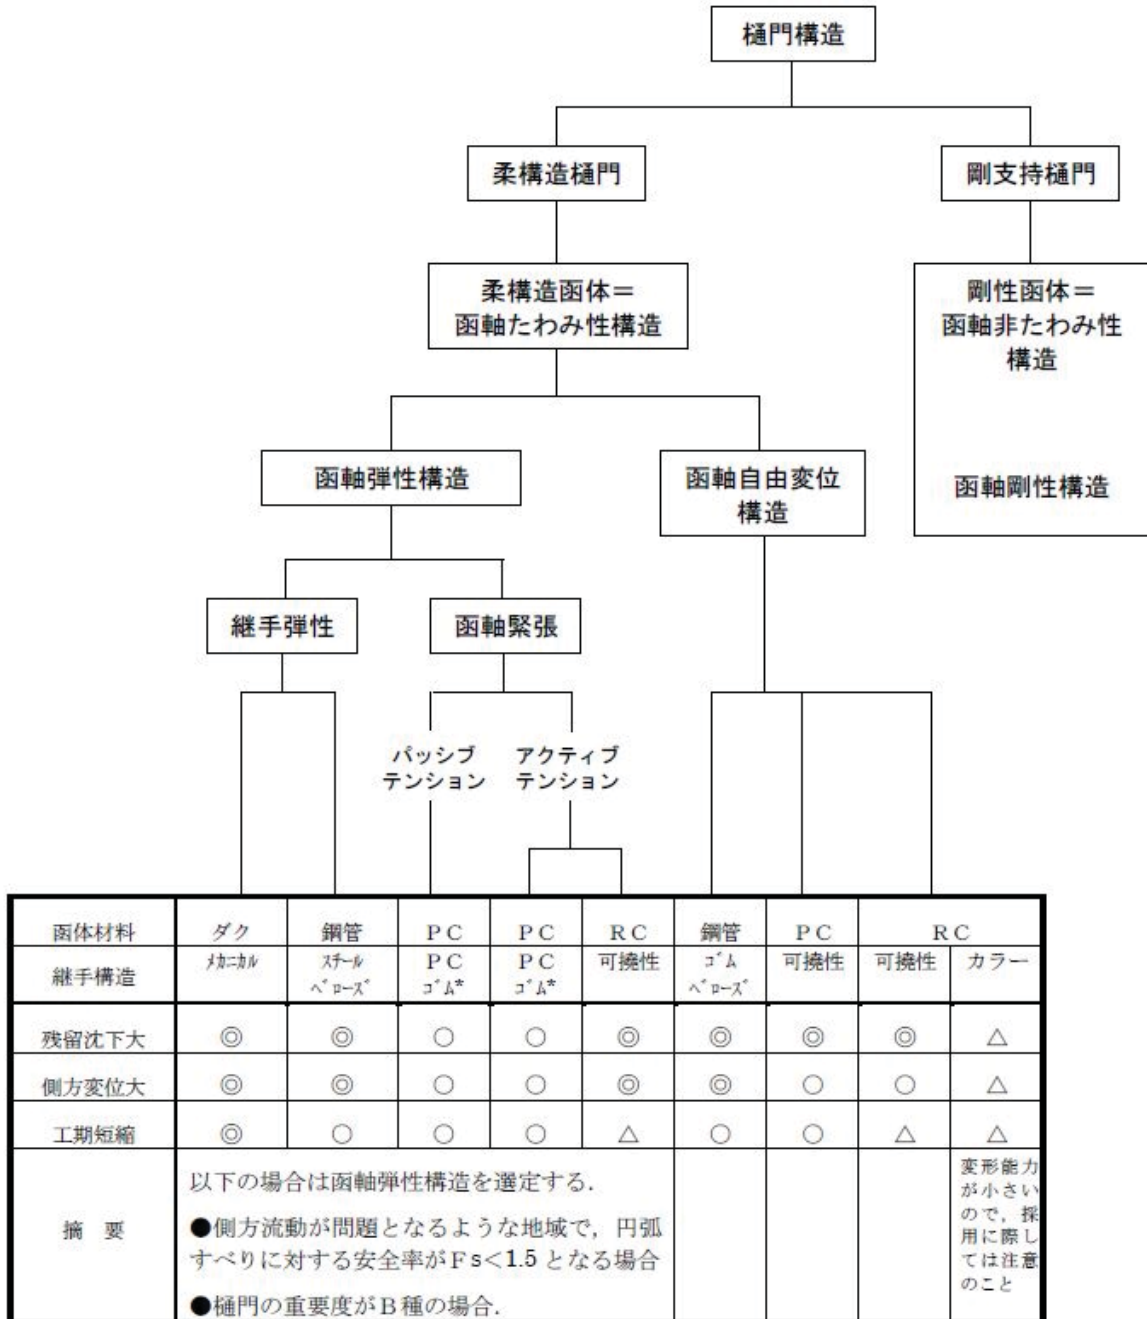 樋門構造
柔構造樋門
剛支持樋門
柔構造函体＝
函軸たわみ性構造
剛性函体＝
函軸非たわみ性
構造
函軸剛性構造
函軸弾性構造
函軸自由変位
構造
継手弾性
函軸緊張
パッシブ
テンション
アクティブ
テンション
函体材料 ダク 鋼管 ＰＣ ＰＣ ＲＣ 鋼管 ＰＣ ＲＣ
継手構造 ﾒｶﾆｶﾙ ｽﾁｰﾙ ﾍﾞﾛｰｽﾞ ＰＣ ｺﾞﾑ* ＰＣ ｺﾞﾑ* 可撓性 ｺﾞﾑ ﾍﾞﾛｰｽﾞ 可撓性 可撓性 カラー
残留沈下大 ◎ ◎ ○ ○ ◎ ◎ ◎ ◎ △
側方変位大 ◎ ◎ ○ ○ ◎ ◎ ○ ○ △
工期短縮 ◎ ○ ○ ○ △ ○ ○ △ △
摘　要
以下の場合は函軸弾性構造を選定する．
●側方流動が問題となるような地域で，円弧
すべりに対する安全率がＦs<1.5 となる場合
●樋門の重要度がＢ種の場合．
変形能力
が小さい
ので，採
用に際し
ては注意
のこと